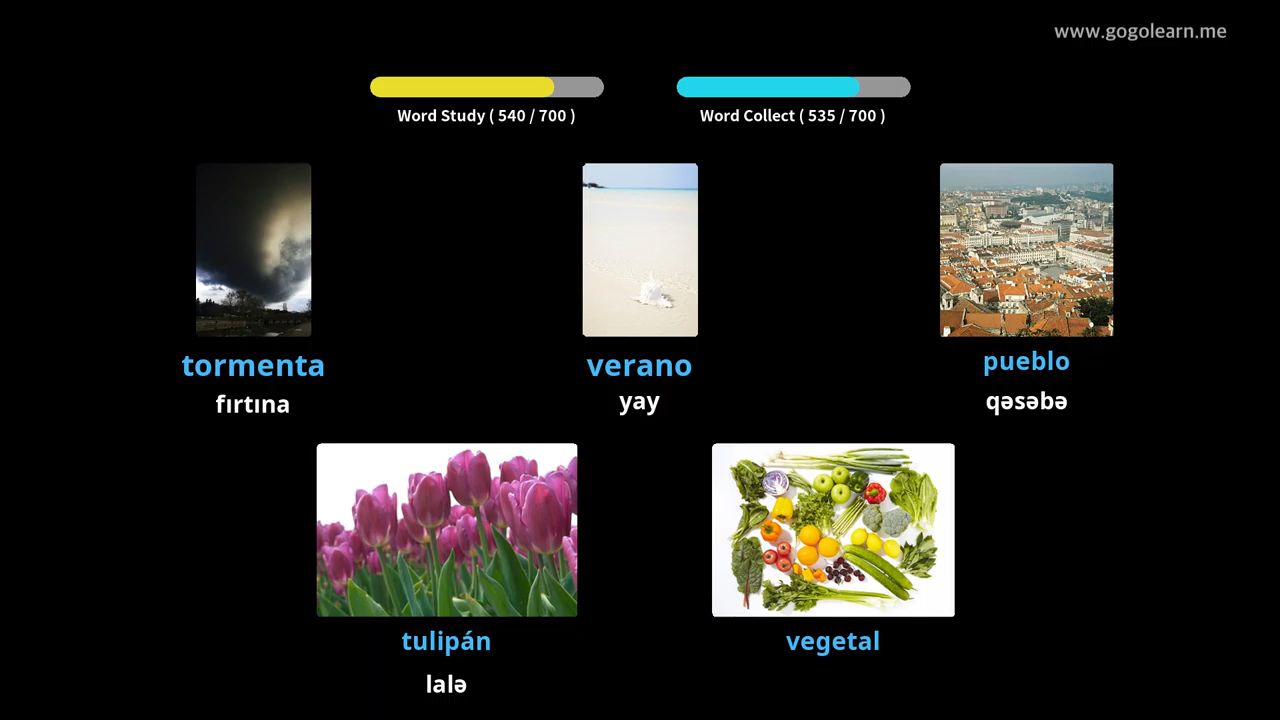 www.gogolearn.me
Word Study ( 540 / 700 )
Word Collect ( 535 / 700 )
tormenta
fırtına
verano
yay
pueblo
qəsəbə
tulipán
lalə
vegetal